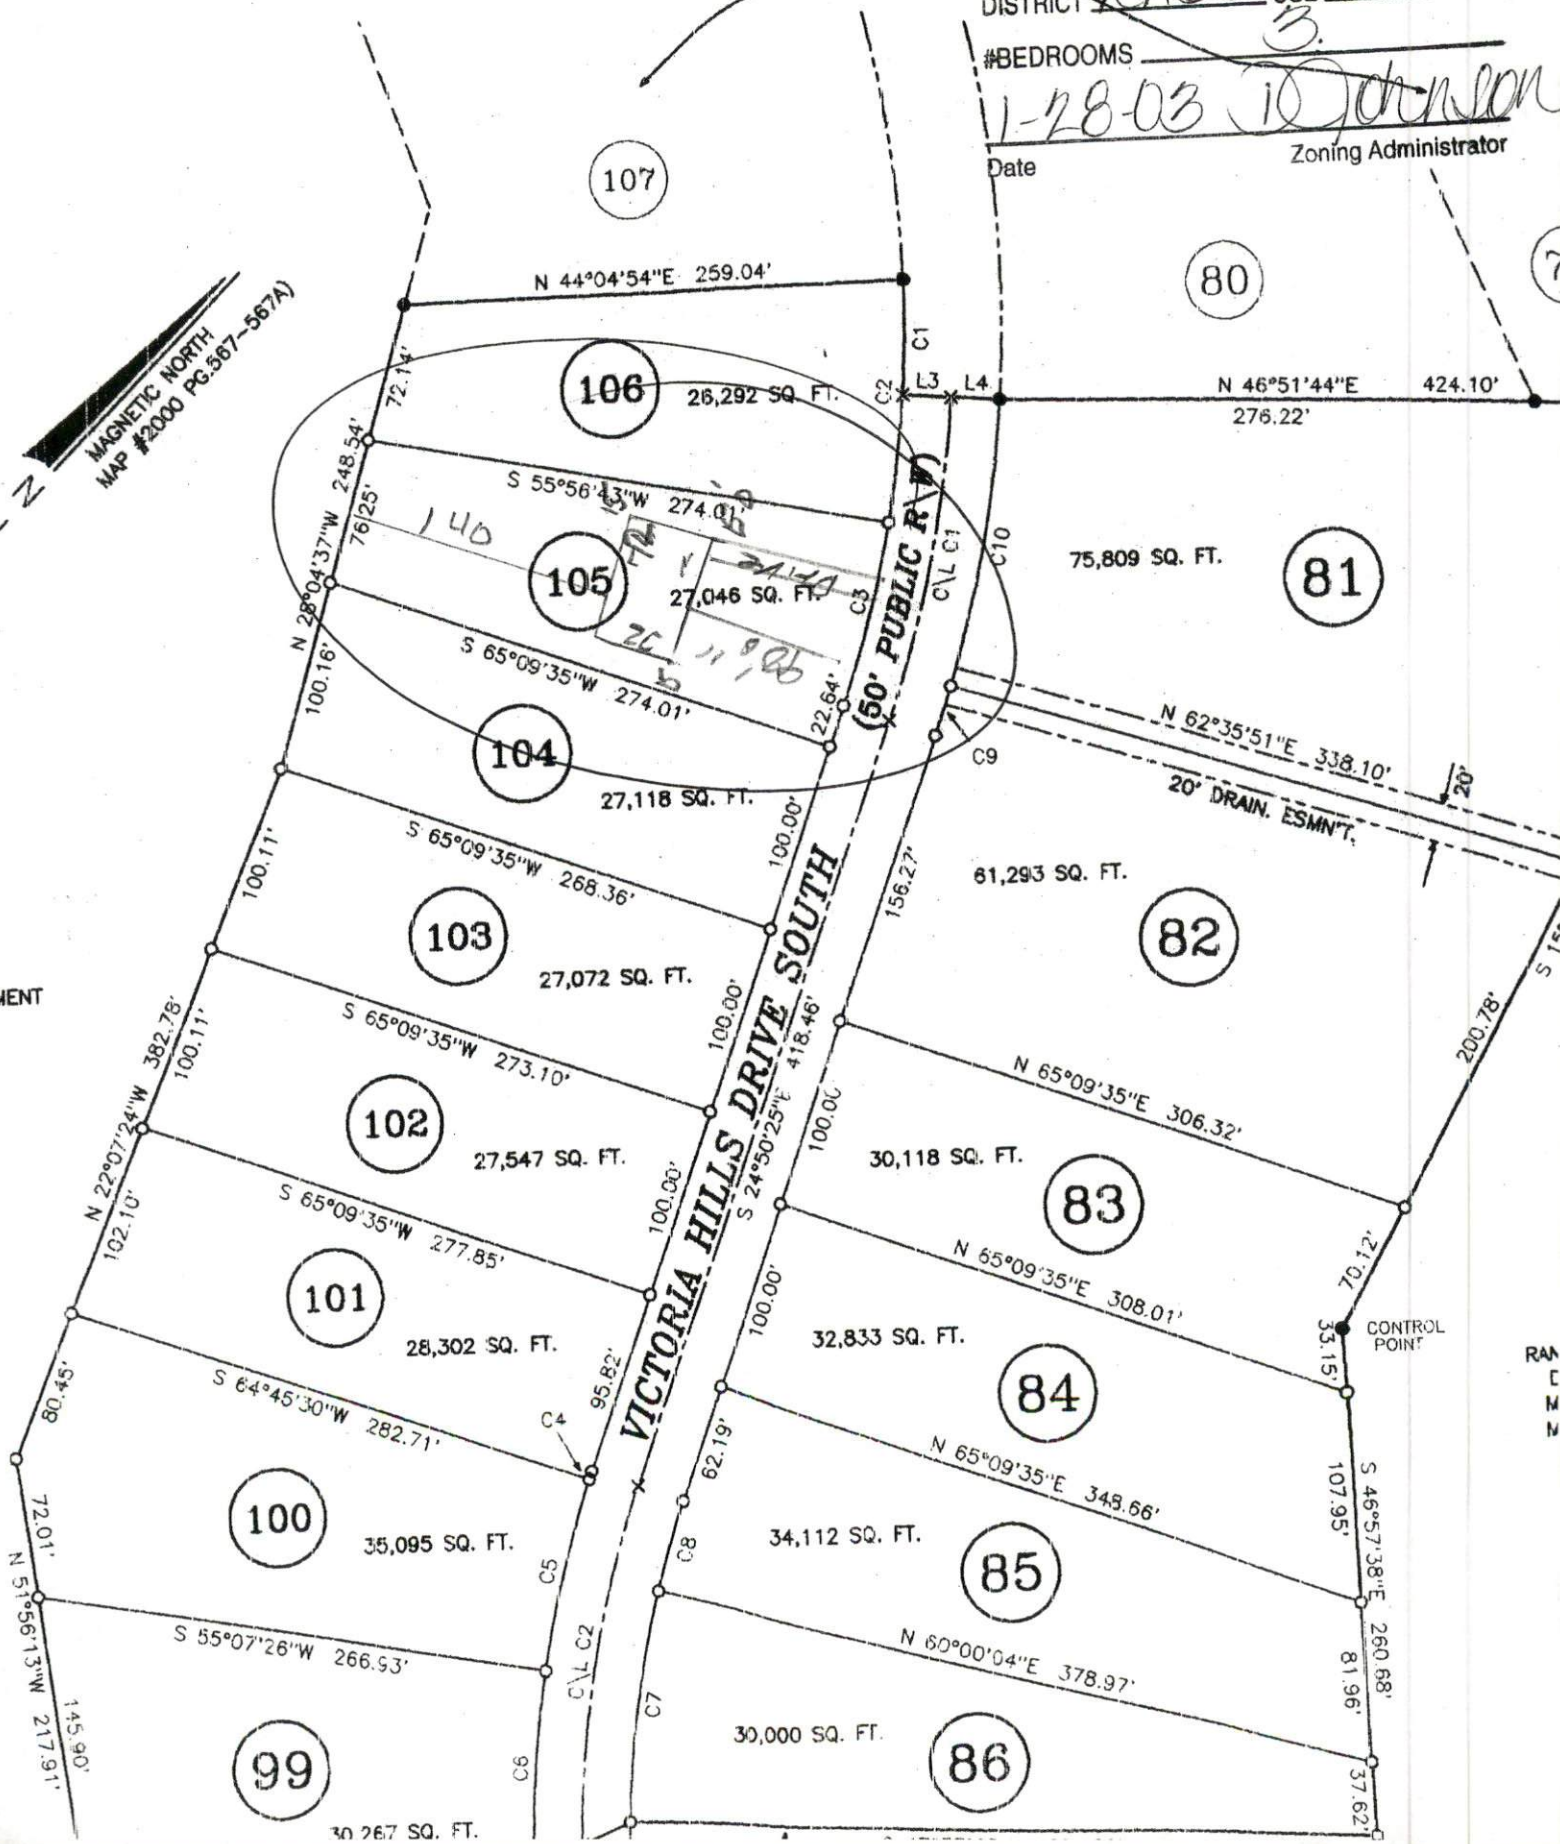 DISTRICT
#BEDROOMS 3.
1-28-03 DJohnson
Date Zoning Administrator
107
80
N 44°04'54"E 259.04'
MAGNETIC NORTH
MAP #2000 PG.567-567A)
N
C1
C2
L3
L4
N 46°51'44"E 424.10'
276.22'
72.14'
106
26,292 SQ. FT.
S 55°56'43"W 274.01'
N 28°04'37"W 248.54'
76.25'
140
105
27,046 SQ. FT.
Drive
32
C3
(50' PUBLIC R\W)
C\L C1
C10
75,809 SQ. FT.
81
S 65°09'35"W 274.01'
22.64'
100.16'
104
27,118 SQ. FT.
C9
N 62°35'51"E 338.10'
20' DRAIN. ESMN'T.
20'
S 65°09'35"W 268.36'
100.00'
100.11'
156.27'
61,293 SQ. FT.
82
103
27,072 SQ. FT.
MENT
S 65°09'35"W 273.10'
100.00'
N 22°07'24"W 382.78'
100.11'
VICTORIA HILLS DRIVE SOUTH
S 24°50'25"E 418.46'
200.78'
N 65°09'35"E 306.32'
102
27,547 SQ. FT.
100.00'
30,118 SQ. FT.
83
S 65°09'35"W 277.85'
100.00'
102.10'
N 65°09'35"E 308.01'
70.12'
101
28,302 SQ. FT.
100.00'
32,833 SQ. FT.
84
33.15'
CONTROL
POINT
RAN
S 64°45'30"W 282.71'
95.82'
80.45'
C4
62.19'
N 65°09'35"E 348.66'
107.95'
S 46°57'38"E 260.68'
100
35,095 SQ. FT.
C5
C8
34,112 SQ. FT.
85
72.01'
N 51°56'13"W 217.91'
S 55°07'26"W 266.93'
C\L C2
N 60°00'04"E 378.97'
81.96'
145.90'
C7
30,000 SQ. FT.
86
99
C6
37.62'
30,267 SQ. FT.